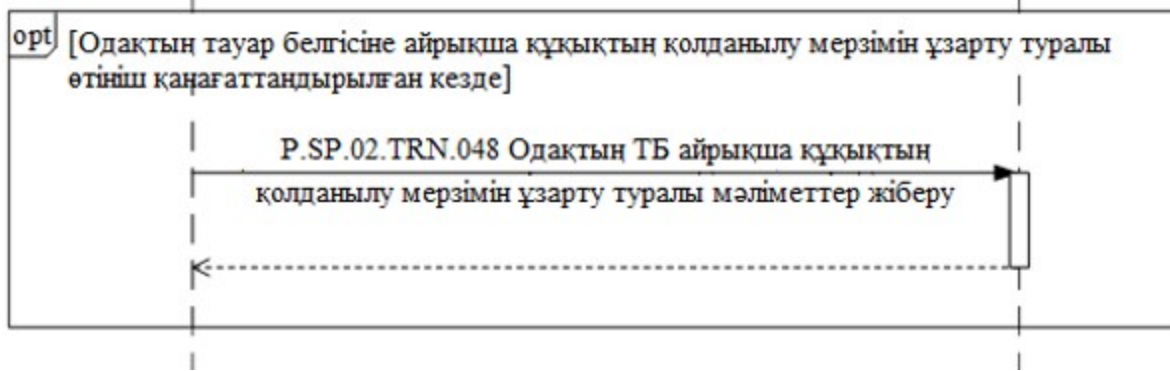 opt
[Одақтың тауар белгісіне айрықша құқықтың қолданылу мерзімін ұзарту туралы
өтініш қанағаттандырылған кезде]
P.SP.02.TRN.048 Одақтың ТБ айрықша құқықтың
қолданылу мерзімін ұзарту туралы мәліметтер жіберу